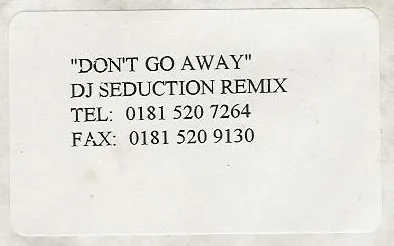 "DON'T GO AWAY"
DJ SEDUCTION REMIX
TEL: 0181 520 7264
FAX: 0181 520 9130